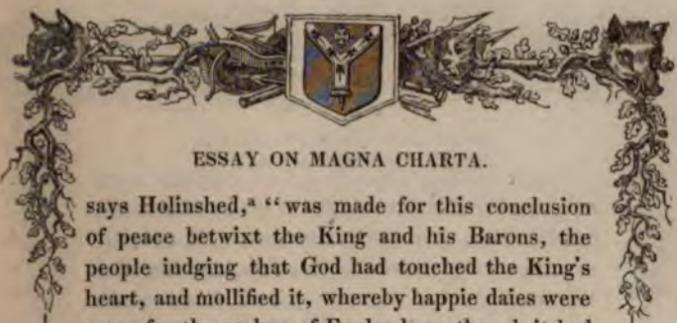 ESSAY ON MAGNA CHARTA.
says Holinshed,ᵃ “was made for this conclusion
of peace betwixt the King and his Barons, the
people iudging that God had touched the King's
heart, and mollified it, whereby happie daies were